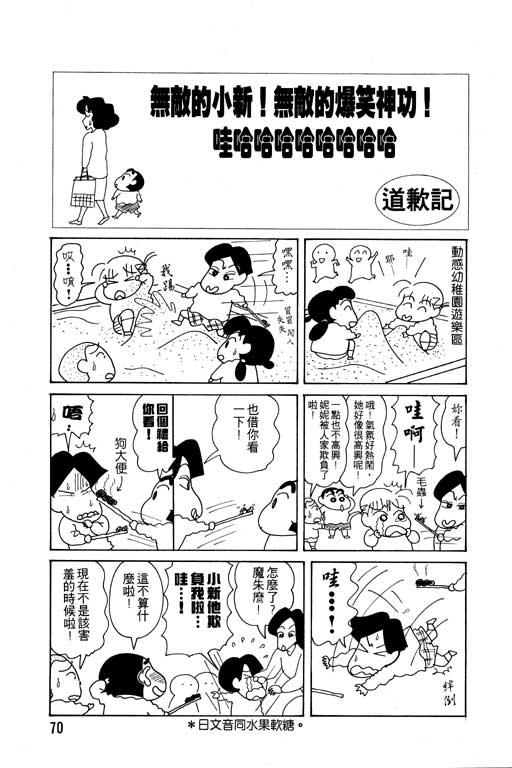 無敵的小新！無敵的爆笑神功！
哇哈哈哈哈哈哈哈哈
道歉記
動感幼稚園遊樂區
哇
耶
嘿嘿…
我踢
哎…唷！
妳看！
毛蟲
哇啊
哦！氣氛好熱鬧，
她好像很高興呢！
一點也不高興！
妮妮被人家欺負了
啦！
也借你看
一下！
回個禮給
你看！
狗大便
唔…
哇…！
絆倒
怎麼了？
魔朱麿！
小新他欺
負我啦…
哇…！
這不算什
麼啦！
現在不是該害
羞的時候啦！
＊日文音同水果軟糖。
70